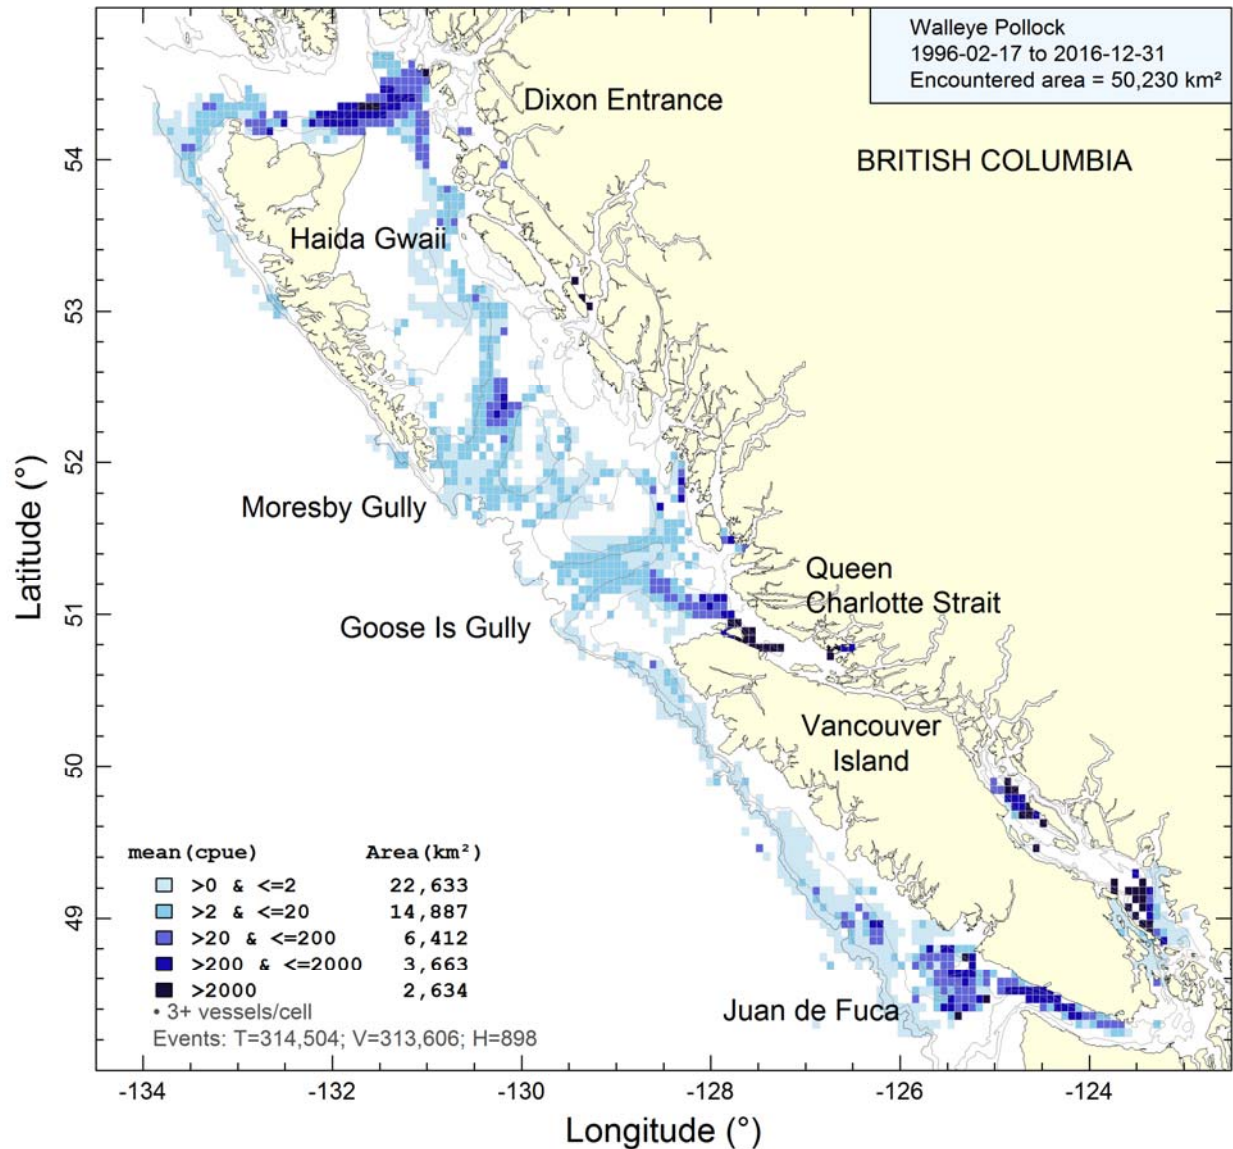 Walleye Pollock
1996-02-17 to 2016-12-31
Encountered area = 50,230 km²
Dixon Entrance
BRITISH COLUMBIA
Haida Gwaii
Moresby Gully
Queen
Charlotte Strait
Goose Is Gully
Vancouver
Island
Juan de Fuca
mean(cpue) Area(km²)
>0 & <=2 22,633
>2 & <=20 14,887
>20 & <=200 6,412
>200 & <=2000 3,663
>2000 2,634
• 3+ vessels/cell
Events: T=314,504; V=313,606; H=898
Latitude (°)
54
53
52
51
50
49
-134 -132 -130 -128 -126 -124
Longitude (°)